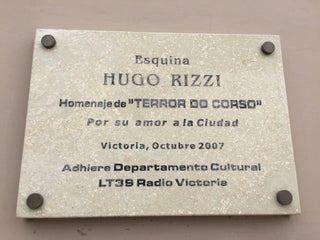 Esquina
HUGO RIZZI
Homenaje de "TERROR DO CORSO"
Por su amor a la Ciudad
Victoria, Octubre 2007
Adhiere Departamento Cultural
LT39 Radio Victoria